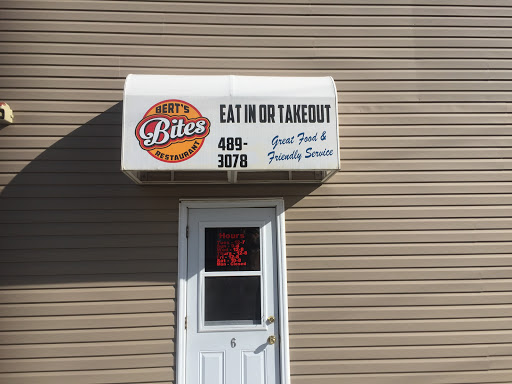 BERT'S
Bites
RESTAURANT
EAT IN OR TAKEOUT
489-
3078
Great Food &
Friendly Service
Hours
6